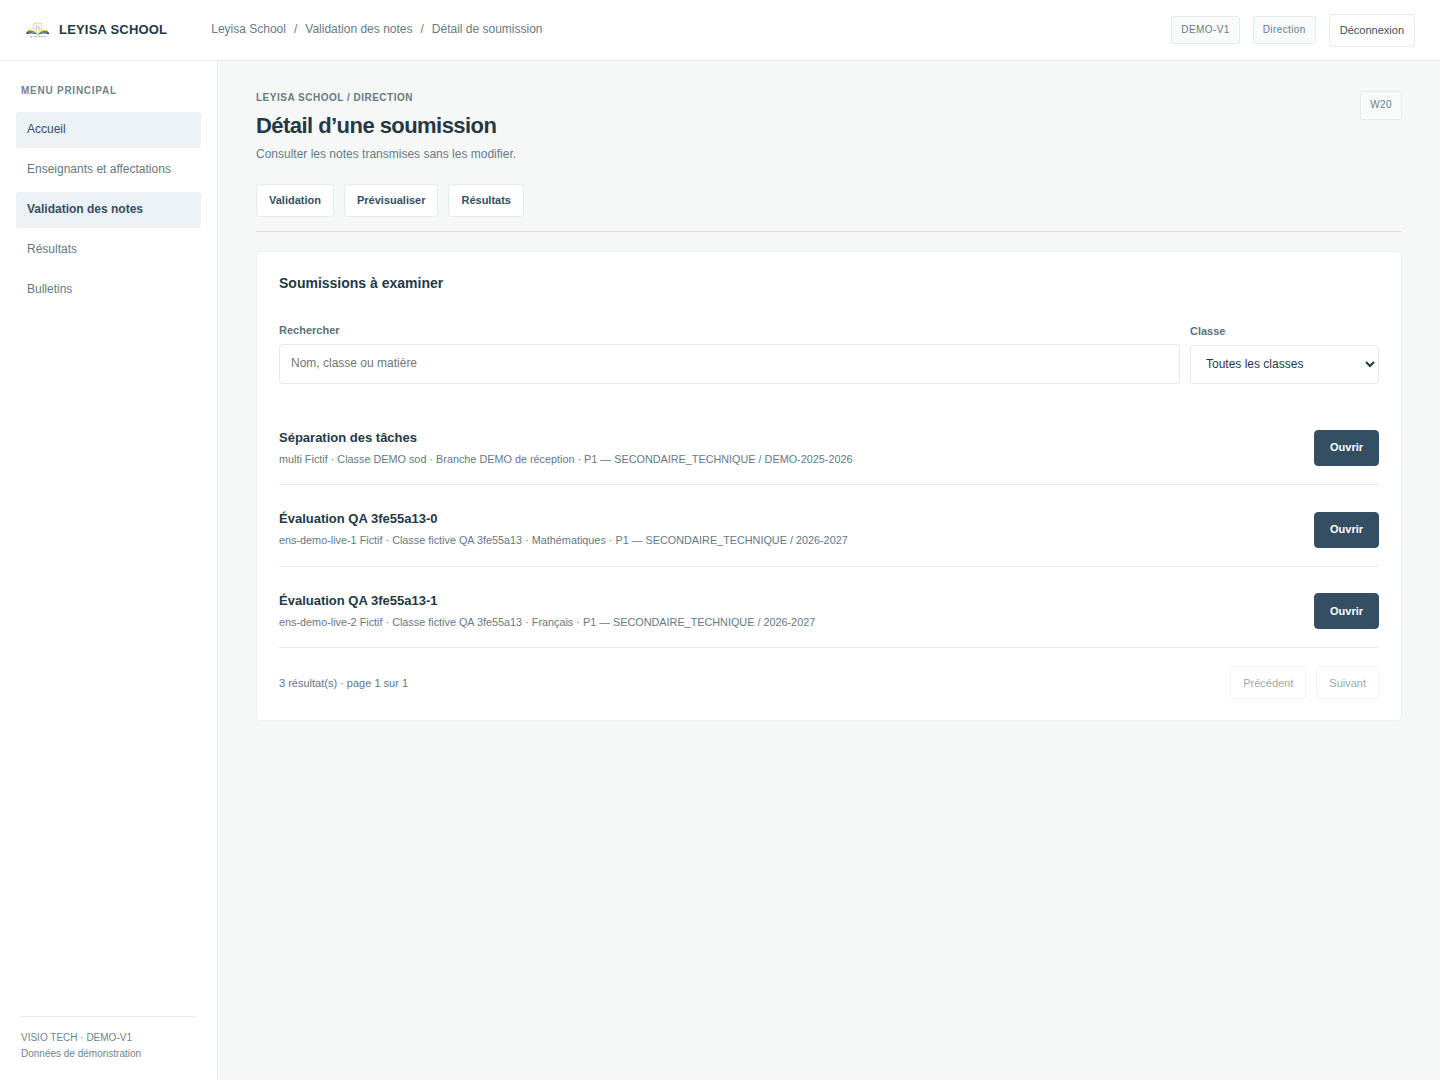 LEYISA SCHOOL
Leyisa School / Validation des notes / Détail de soumission
DEMO-V1
Direction
Déconnexion
MENU PRINCIPAL
Accueil
Enseignants et affectations
Validation des notes
Résultats
Bulletins
VISIO TECH · DEMO-V1
Données de démonstration
LEYISA SCHOOL / DIRECTION
W20
Détail d’une soumission
Consulter les notes transmises sans les modifier.
Validation
Prévisualiser
Résultats
Soumissions à examiner
Rechercher
Classe
Nom, classe ou matière
Toutes les classes
Séparation des tâches
multi Fictif · Classe DEMO sod · Branche DEMO de réception · P1 — SECONDAIRE_TECHNIQUE / DEMO-2025-2026
Ouvrir
Évaluation QA 3fe55a13-0
ens-demo-live-1 Fictif · Classe fictive QA 3fe55a13 · Mathématiques · P1 — SECONDAIRE_TECHNIQUE / 2026-2027
Ouvrir
Évaluation QA 3fe55a13-1
ens-demo-live-2 Fictif · Classe fictive QA 3fe55a13 · Français · P1 — SECONDAIRE_TECHNIQUE / 2026-2027
Ouvrir
3 résultat(s) · page 1 sur 1
Précédent
Suivant